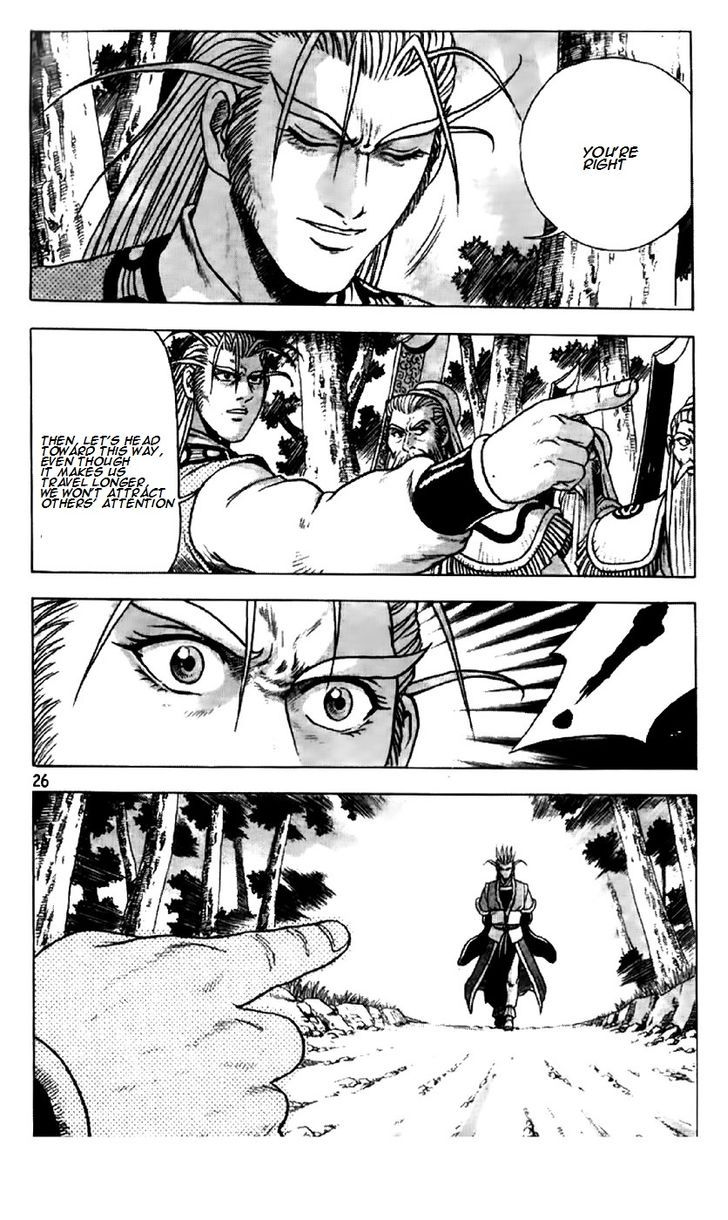 YOU'RE
RIGHT
THEN, LET'S HEAD
TOWARD THIS WAY,
EVEN THOUGH
IT MAKES US
TRAVEL LONGER,
WE WON'T ATTRACT
OTHERS' ATTENTION
26